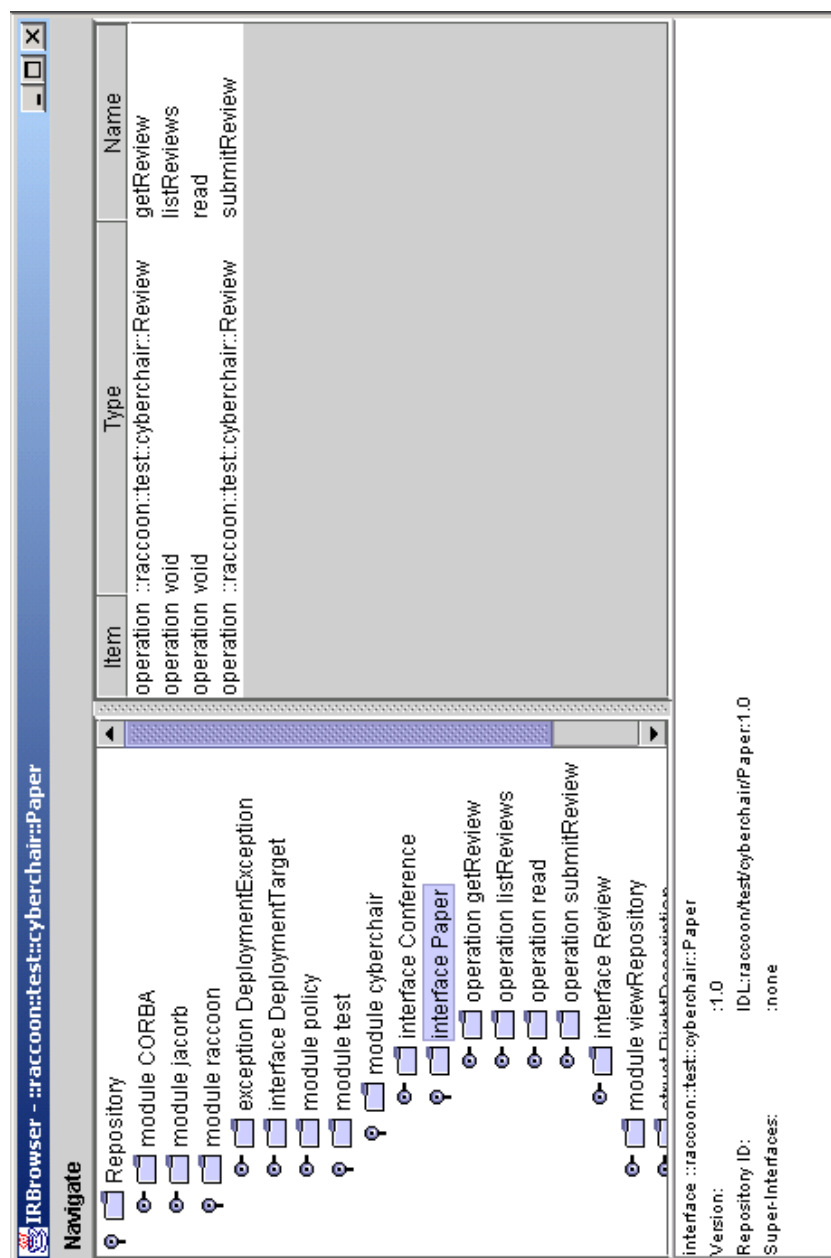 IRBrowser - ::raccoon::test::cyberchair::Paper
Navigate
Repository
module CORBA
module jacorb
module raccoon
exception DeploymentException
interface DeploymentTarget
module policy
module test
module cyberchair
interface Conference
interface Paper
operation getReview
operation listReviews
operation read
operation submitReview
interface Review
module viewRepository
struct RightDescription
Item Type Name
operation ::raccoon::test::cyberchair::Review getReview
operation void listReviews
operation void read
operation ::raccoon::test::cyberchair::Review submitReview
interface ::raccoon::test::cyberchair::Paper
Version: :1.0
Repository ID: IDL:raccoon/test/cyberchair/Paper:1.0
Super-Interfaces: :none